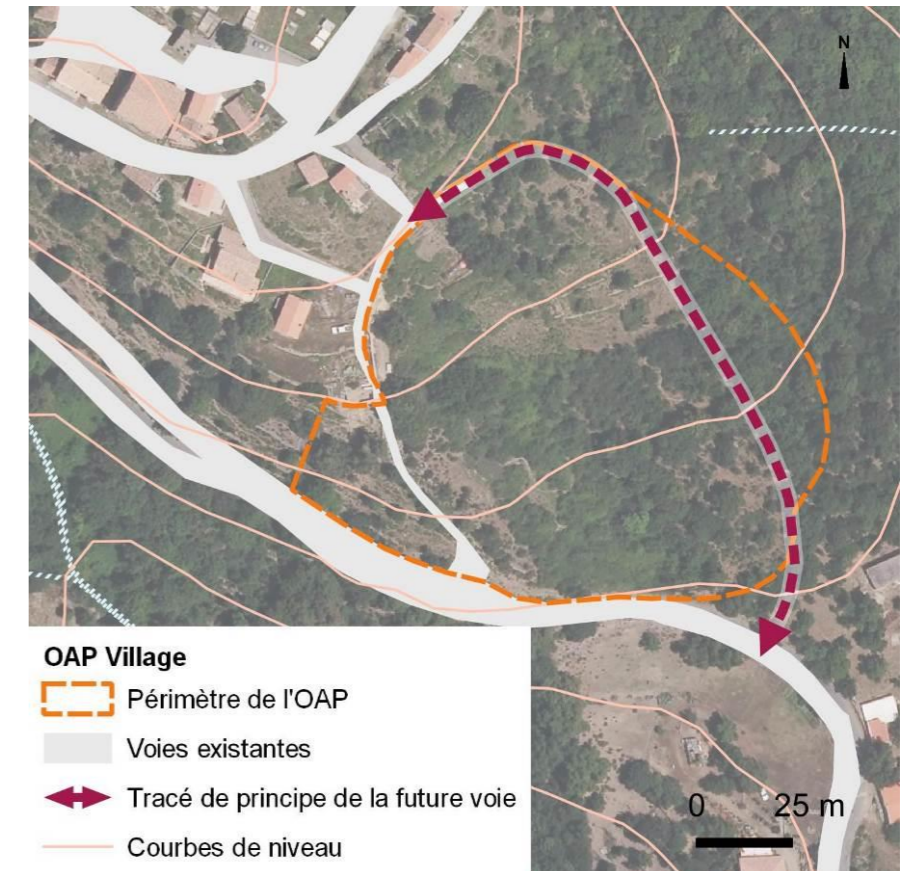 N
OAP Village
Périmètre de l'OAP
Voies existantes
Tracé de principe de la future voie
Courbes de niveau
0 25 m